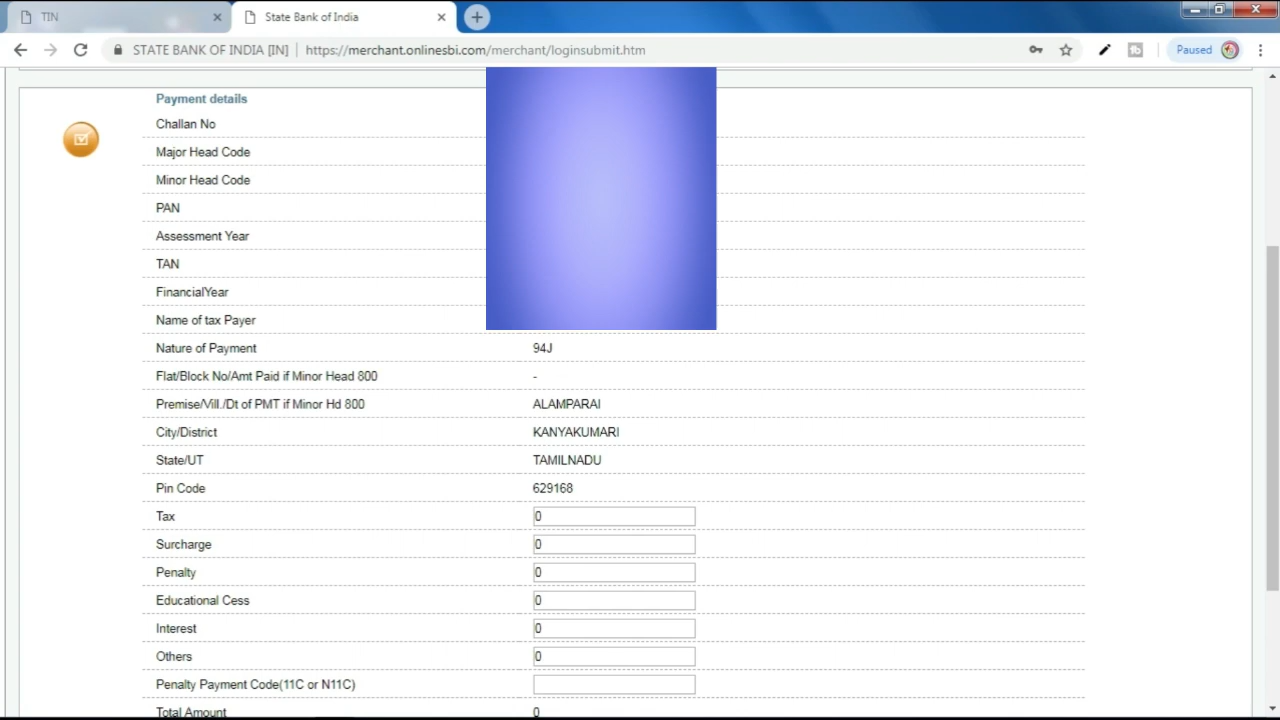 TIN
State Bank of India
STATE BANK OF INDIA [IN] https://merchant.onlinesbi.com/merchant/loginsubmit.htm
Paused
Payment details
Challan No
Major Head Code
Minor Head Code
PAN
Assessment Year
TAN
FinancialYear
Name of tax Payer
Nature of Payment 94J
Flat/Block No/Amt Paid if Minor Head 800 -
Premise/Vill./Dt of PMT if Minor Hd 800 ALAMPARAI
City/District KANYAKUMARI
State/UT TAMILNADU
Pin Code 629168
Tax 0
Surcharge 0
Penalty 0
Educational Cess 0
Interest 0
Others 0
Penalty Payment Code(11C or N11C)
Total Amount 0